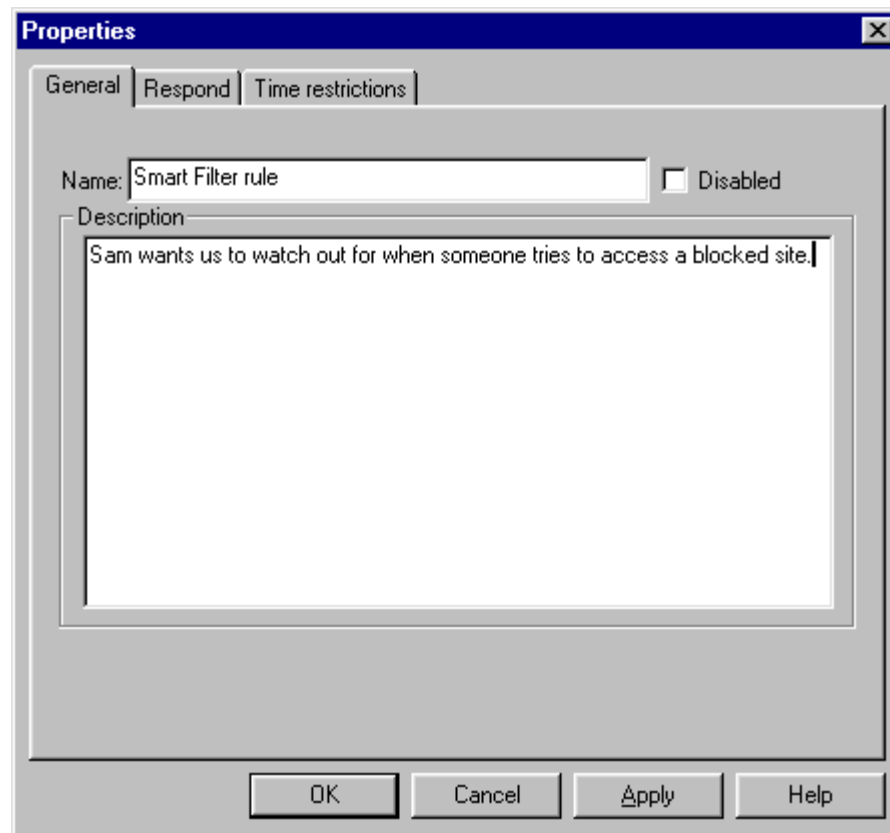 Properties
General Respond Time restrictions
Name: Smart Filter rule Disabled
Description
Sam wants us to watch out for when someone tries to access a blocked site.
OK Cancel Apply Help